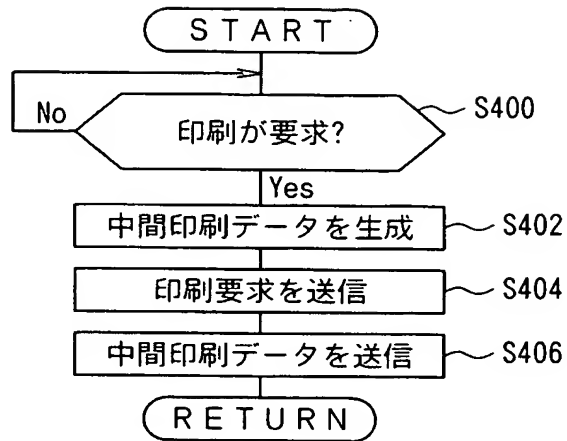 START
No
印刷が要求?
S400
Yes
中間印刷データを生成
S402
印刷要求を送信
S404
中間印刷データを送信
S406
RETURN